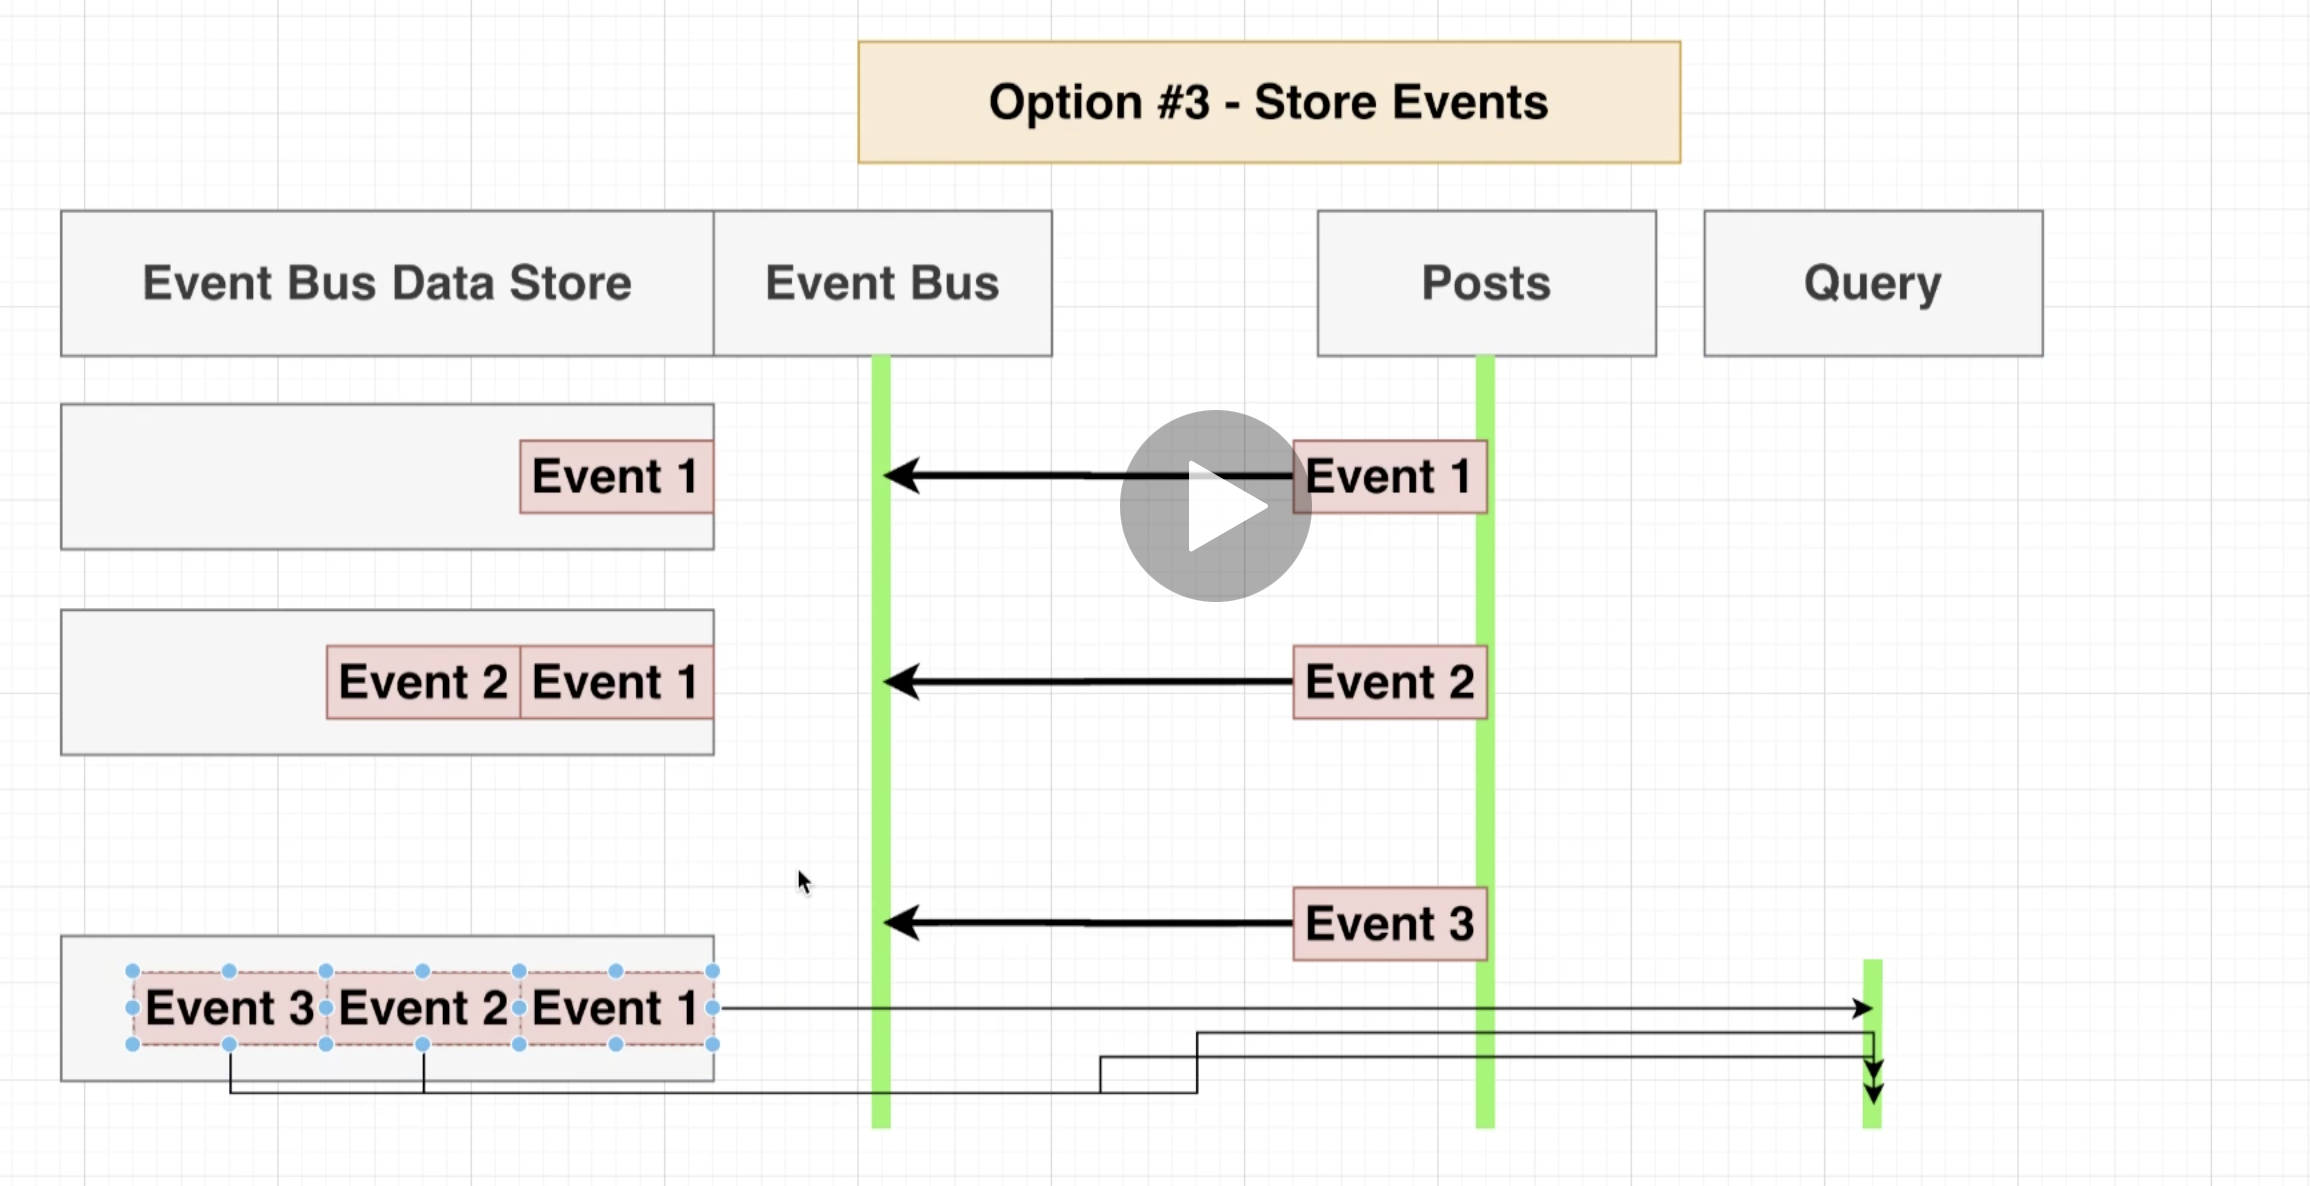 Option #3 - Store Events
Event Bus Data Store
Event Bus
Posts
Query
Event 1
Event 1
Event 2
Event 1
Event 2
Event 3
Event 3
Event 2
Event 1